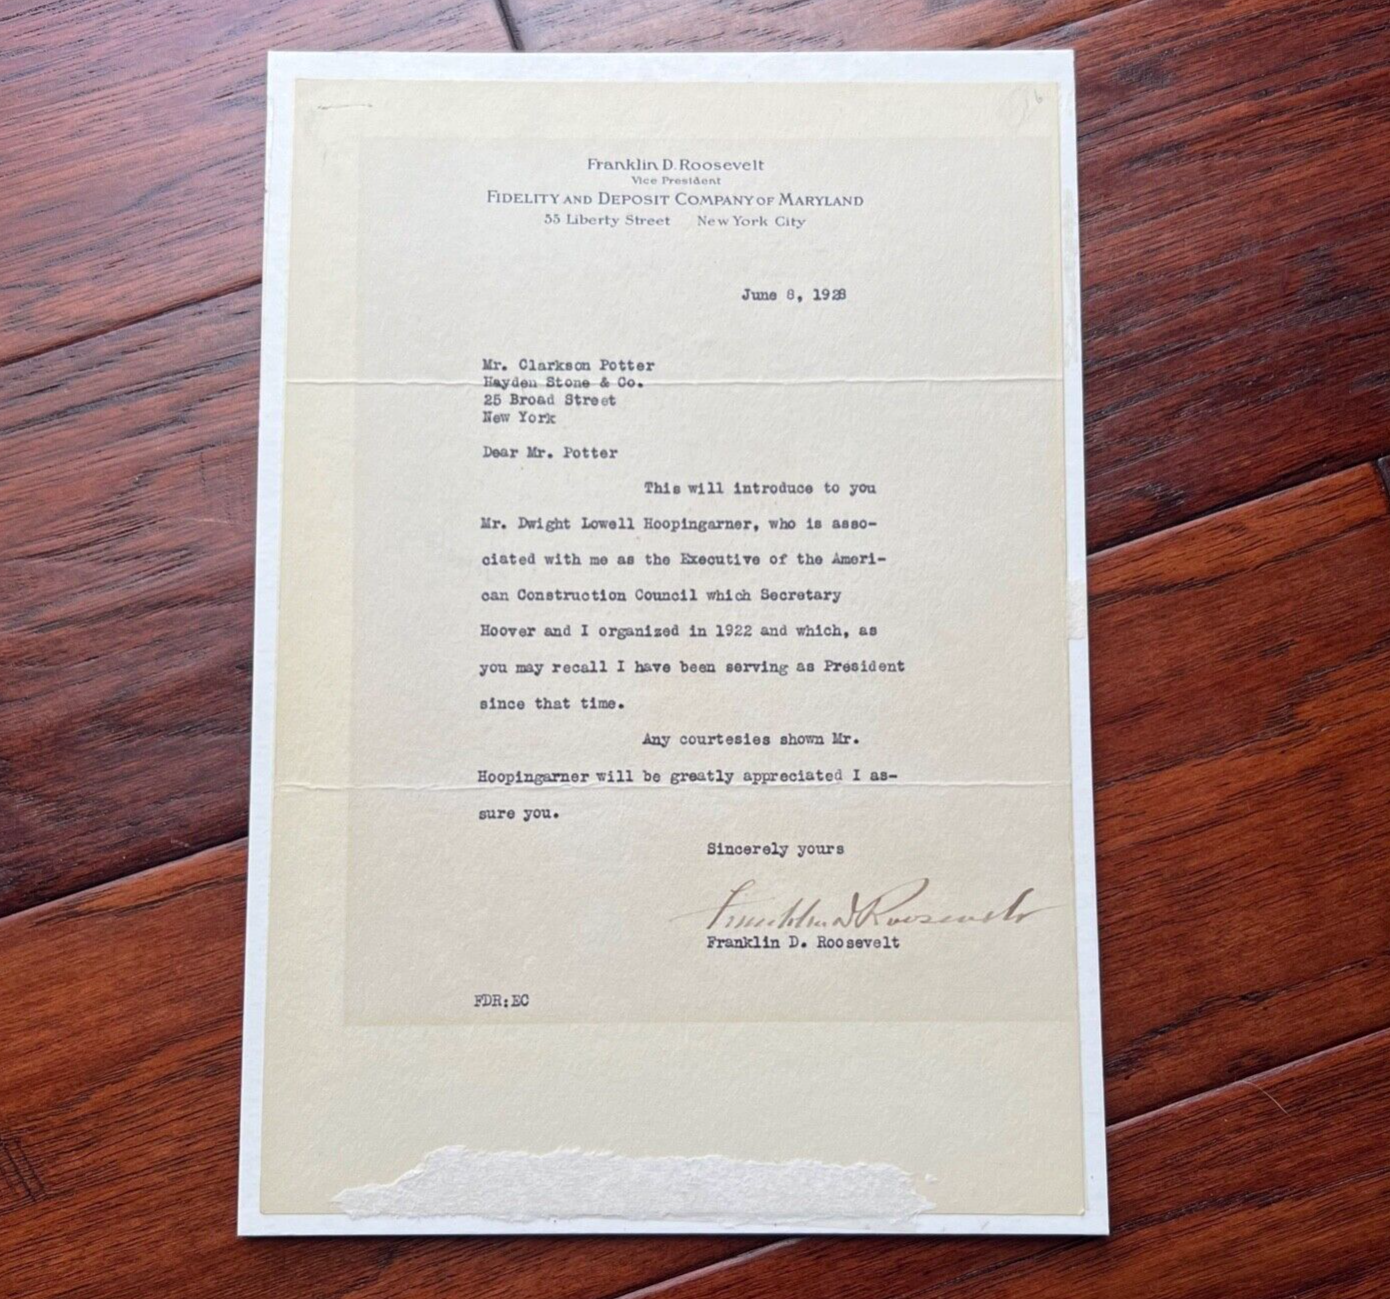 Franklin D. Roosevelt
Vice President
FIDELITY AND DEPOSIT COMPANY OF MARYLAND
55 Liberty Street New York City
June 8, 1928
Mr. Clarkson Potter
Hayden Stone & Co.
25 Broad Street
New York
Dear Mr. Potter
This will introduce to you
Mr. Dwight Lowell Hoopingarner, who is asso-
ciated with me as the Executive of the Ameri-
can Construction Council which Secretary
Hoover and I organized in 1922 and which, as
you may recall I have been serving as President
since that time.
Any courtesies shown Mr.
Hoopingarner will be greatly appreciated I as-
sure you.
Sincerely yours
Franklin D Roosevelt
Franklin D. Roosevelt
FDR:EC